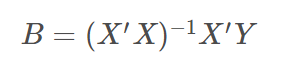 B = (X′X)⁻¹X′Y